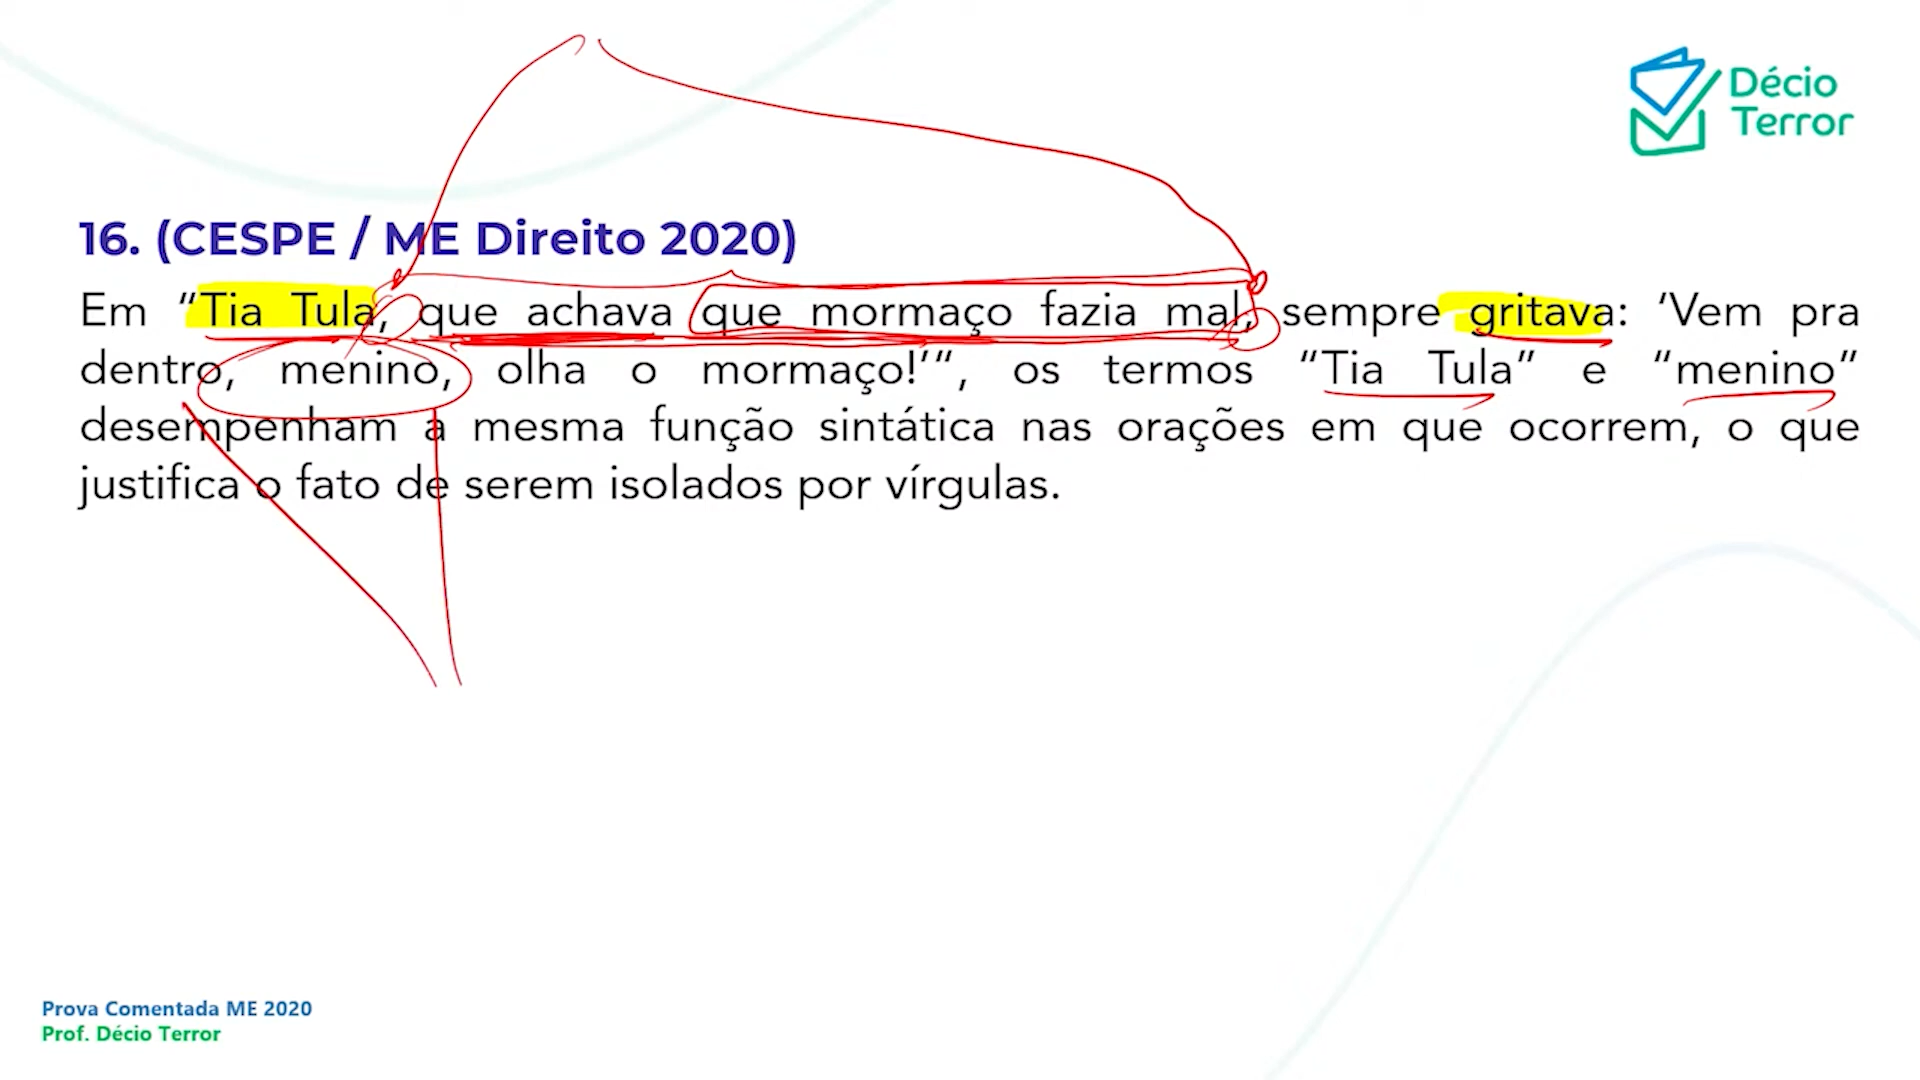 Décio
Terror
16. (CESPE / ME Direito 2020)
Em “Tia Tula, que achava que mormaço fazia mal, sempre gritava: ‘Vem pra
dentro, menino, olha o mormaço!’“, os termos “Tia Tula” e “menino”
desempenham a mesma função sintática nas orações em que ocorrem, o que
justifica o fato de serem isolados por vírgulas.
Prova Comentada ME 2020
Prof. Décio Terror